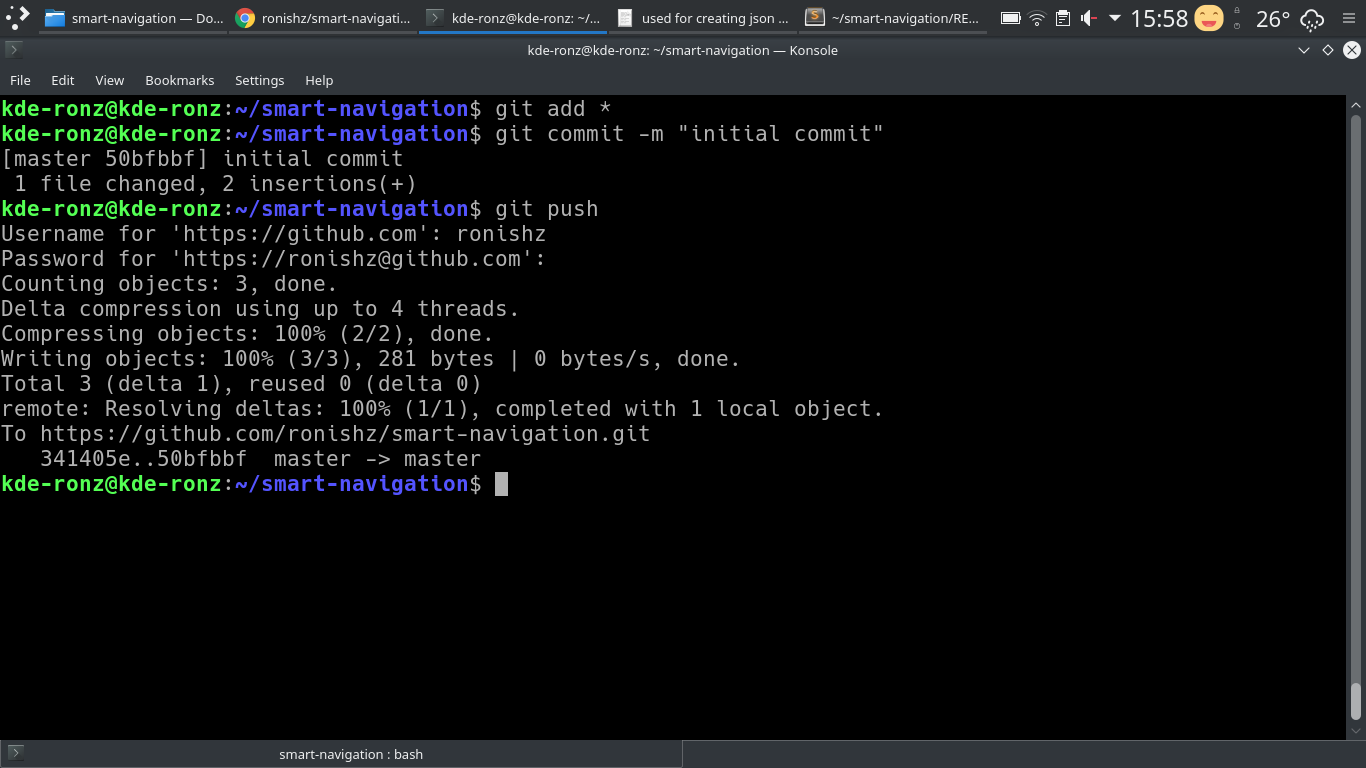 smart-navigation — Do...
ronishz/smart-navigati...
kde-ronz@kde-ronz: ~/...
used for creating json ...
~/smart-navigation/RE...
15:58
26°
kde-ronz@kde-ronz: ~/smart-navigation — Konsole
File Edit View Bookmarks Settings Help
kde-ronz@kde-ronz:~/smart-navigation$ git add *
kde-ronz@kde-ronz:~/smart-navigation$ git commit -m "initial commit"
[master 50bfbbf] initial commit
 1 file changed, 2 insertions(+)
kde-ronz@kde-ronz:~/smart-navigation$ git push
Username for 'https://github.com': ronishz
Password for 'https://ronishz@github.com':
Counting objects: 3, done.
Delta compression using up to 4 threads.
Compressing objects: 100% (2/2), done.
Writing objects: 100% (3/3), 281 bytes | 0 bytes/s, done.
Total 3 (delta 1), reused 0 (delta 0)
remote: Resolving deltas: 100% (1/1), completed with 1 local object.
To https://github.com/ronishz/smart-navigation.git
   341405e..50bfbbf  master -> master
kde-ronz@kde-ronz:~/smart-navigation$
smart-navigation : bash